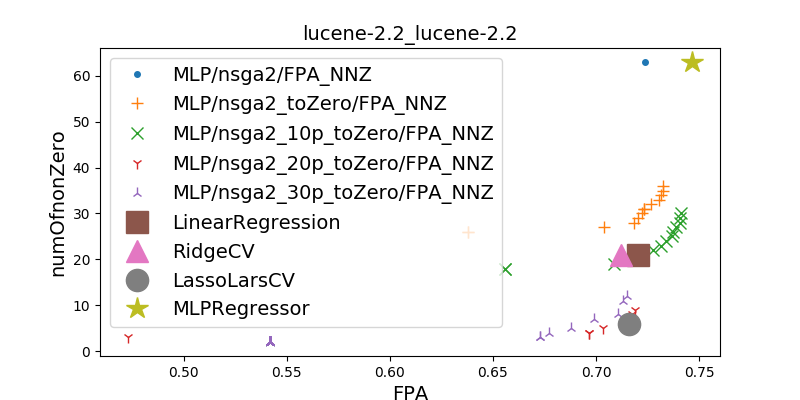 lucene-2.2_lucene-2.2
numOfnonZero
60
50
40
30
20
10
0
MLP/nsga2/FPA_NNZ
MLP/nsga2_toZero/FPA_NNZ
MLP/nsga2_10p_toZero/FPA_NNZ
MLP/nsga2_20p_toZero/FPA_NNZ
MLP/nsga2_30p_toZero/FPA_NNZ
LinearRegression
RidgeCV
LassoLarsCV
MLPRegressor
0.50 0.55 0.60 0.65 0.70 0.75
FPA